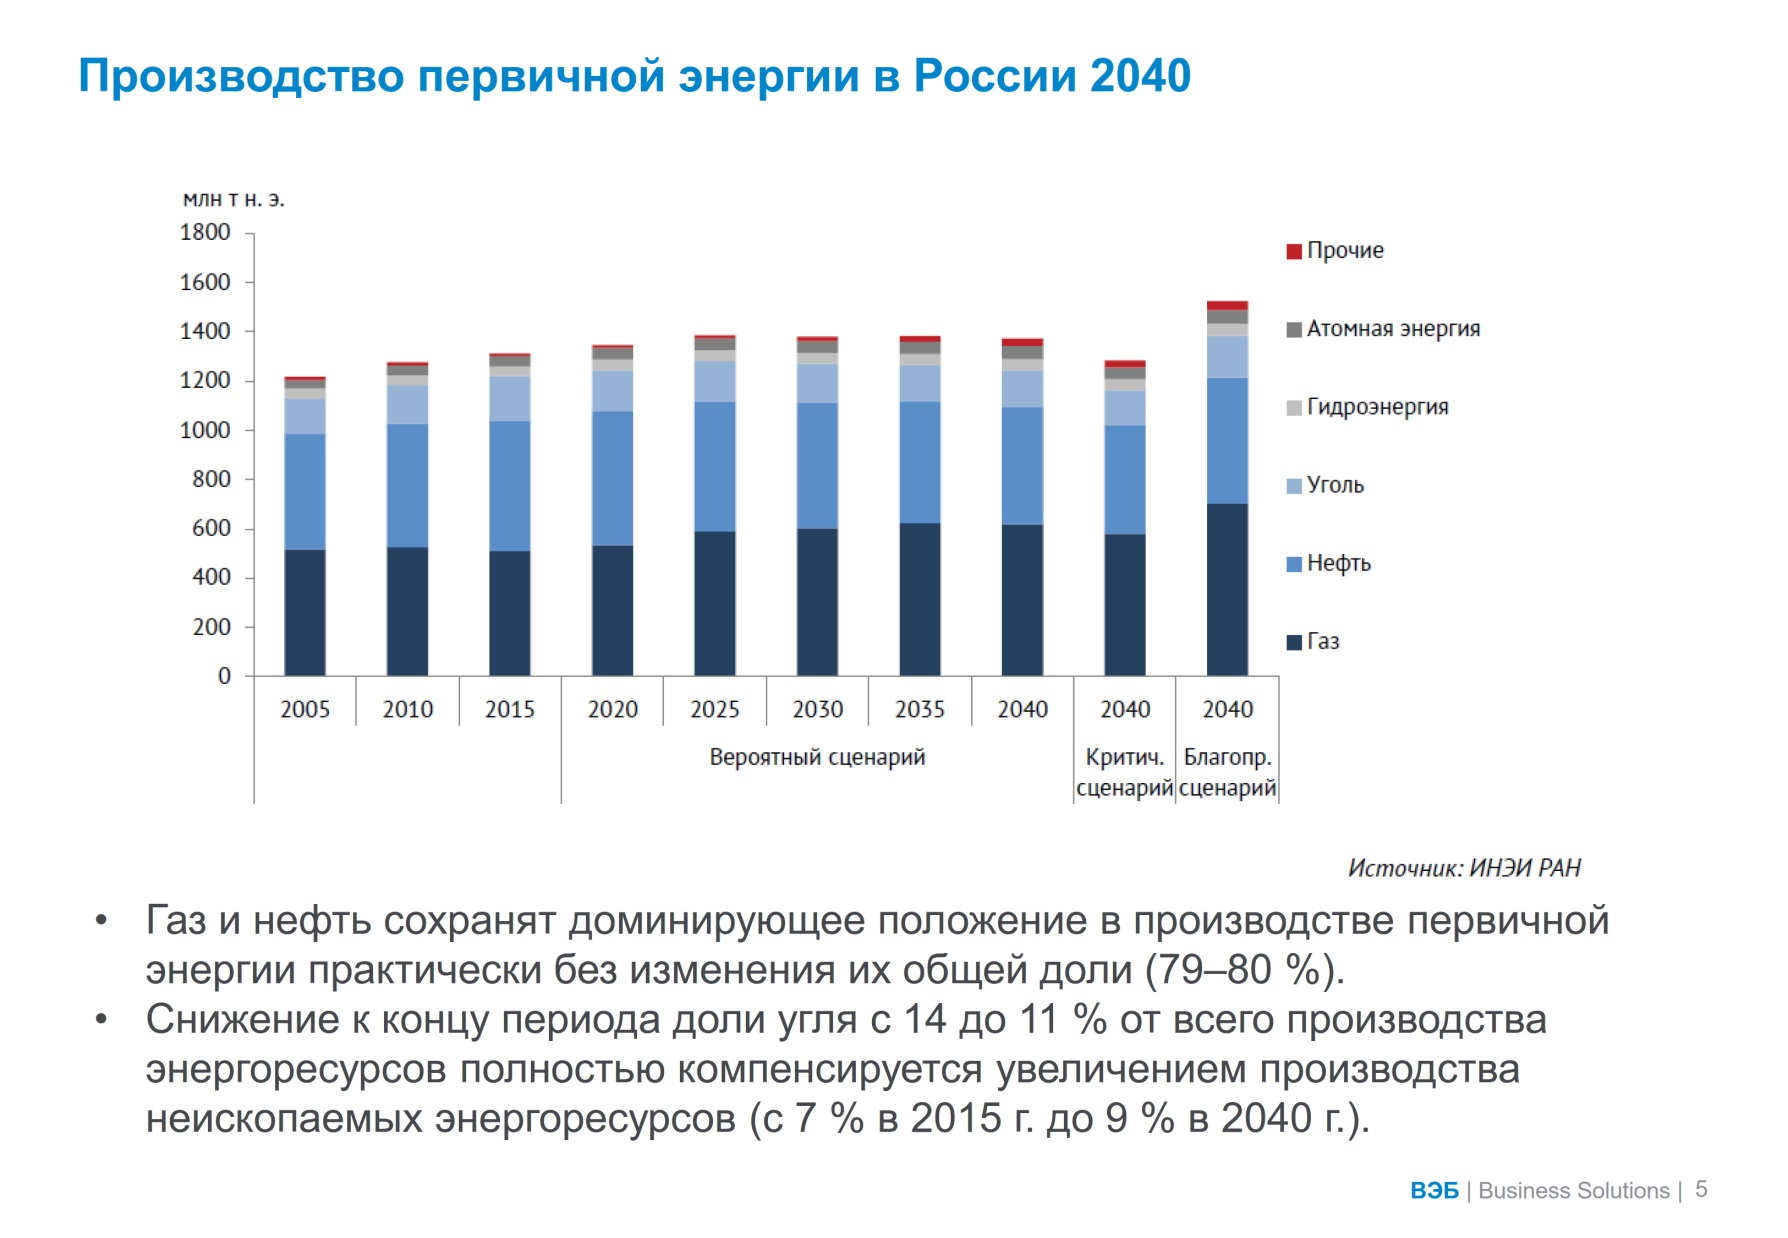 Производство первичной энергии в России 2040
млн т н. э.
1800
1600
1400
1200
1000
800
600
400
200
0
2005 2010 2015 2020 2025 2030 2035 2040 2040 2040
Вероятный сценарий Критич. Благопр.
сценарий сценарий
Прочие
Атомная энергия
Гидроэнергия
Уголь
Нефть
Газ
Источник: ИНЭИ РАН
• Газ и нефть сохранят доминирующее положение в производстве первичной
энергии практически без изменения их общей доли (79–80 %).
• Снижение к концу периода доли угля с 14 до 11 % от всего производства
энергоресурсов полностью компенсируется увеличением производства
неископаемых энергоресурсов (с 7 % в 2015 г. до 9 % в 2040 г.).
ВЭБ | Business Solutions | 5